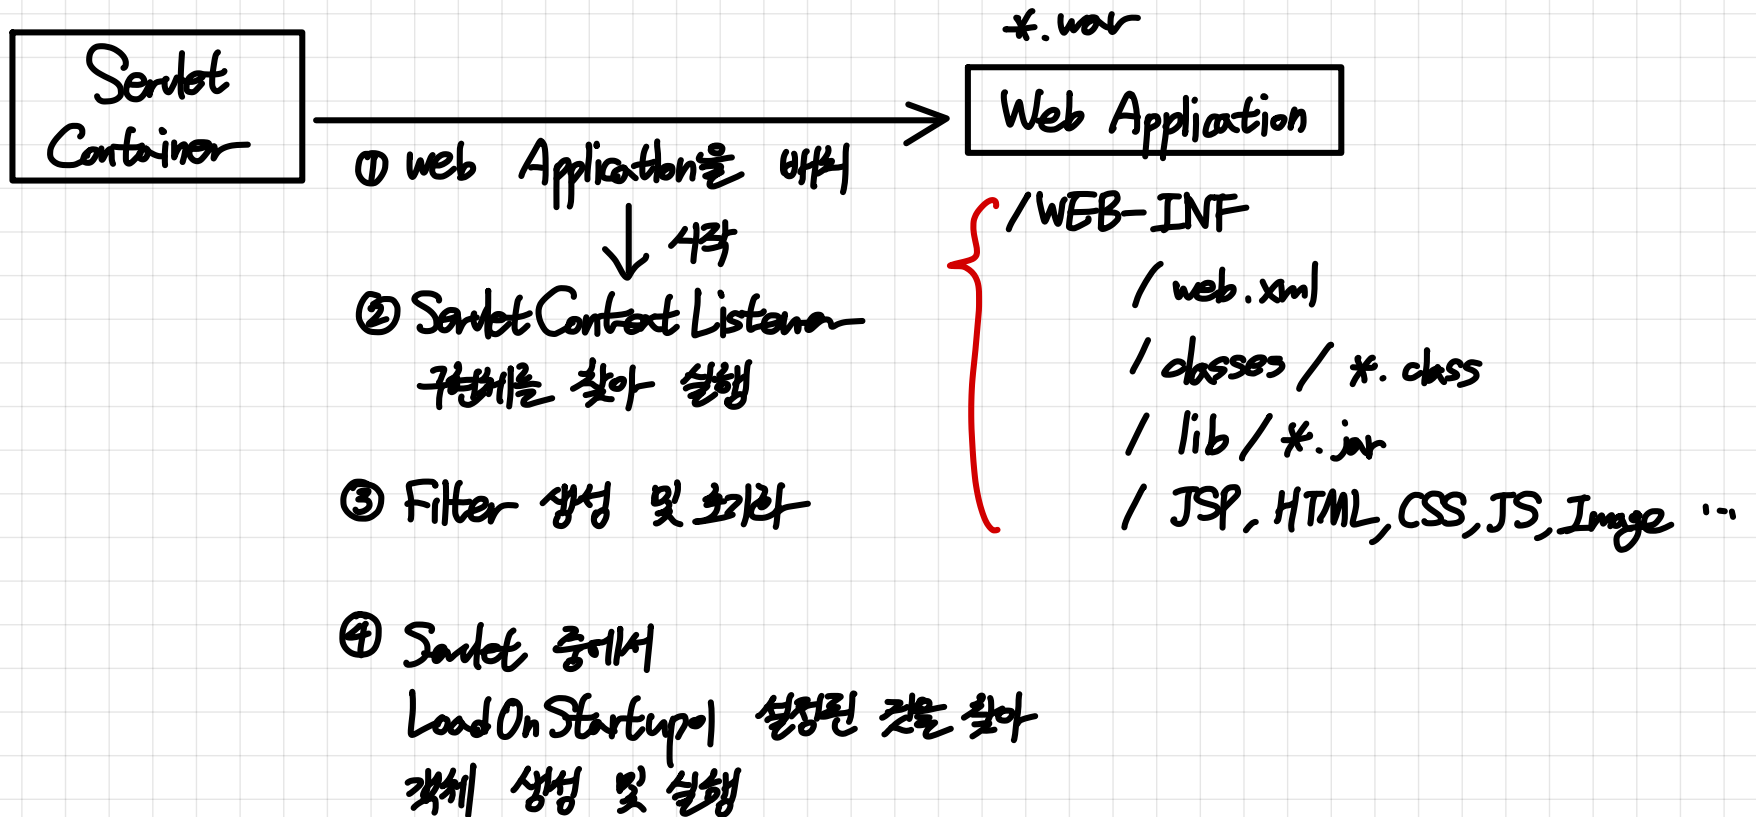 Servlet
Container
① Web Application을 배치
시작
② ServletContextListener
구현체를 찾아 실행
③ Filter 생성 및 초기화
④ Servlet 중에서
LoadOnStartup이 설정된 것을 찾아
객체 생성 및 실행
*.war
Web Application
/WEB-INF
/web.xml
/classes/*.class
/lib/*.jar
/JSP, HTML, CSS, JS, Image ...